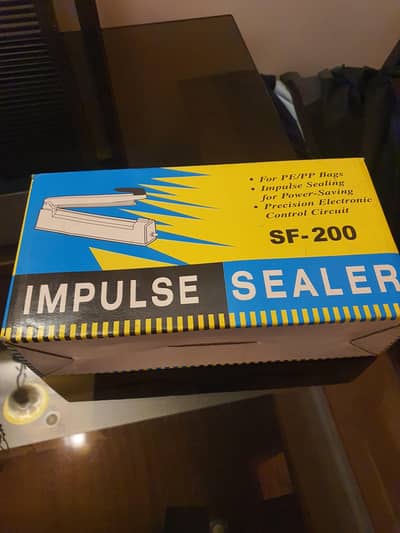 • For PE/PP Bags
• Impulse Sealing
for Power-Saving
• Precision Electronic
Control Circuit
SF-200
IMPULSE SEALER